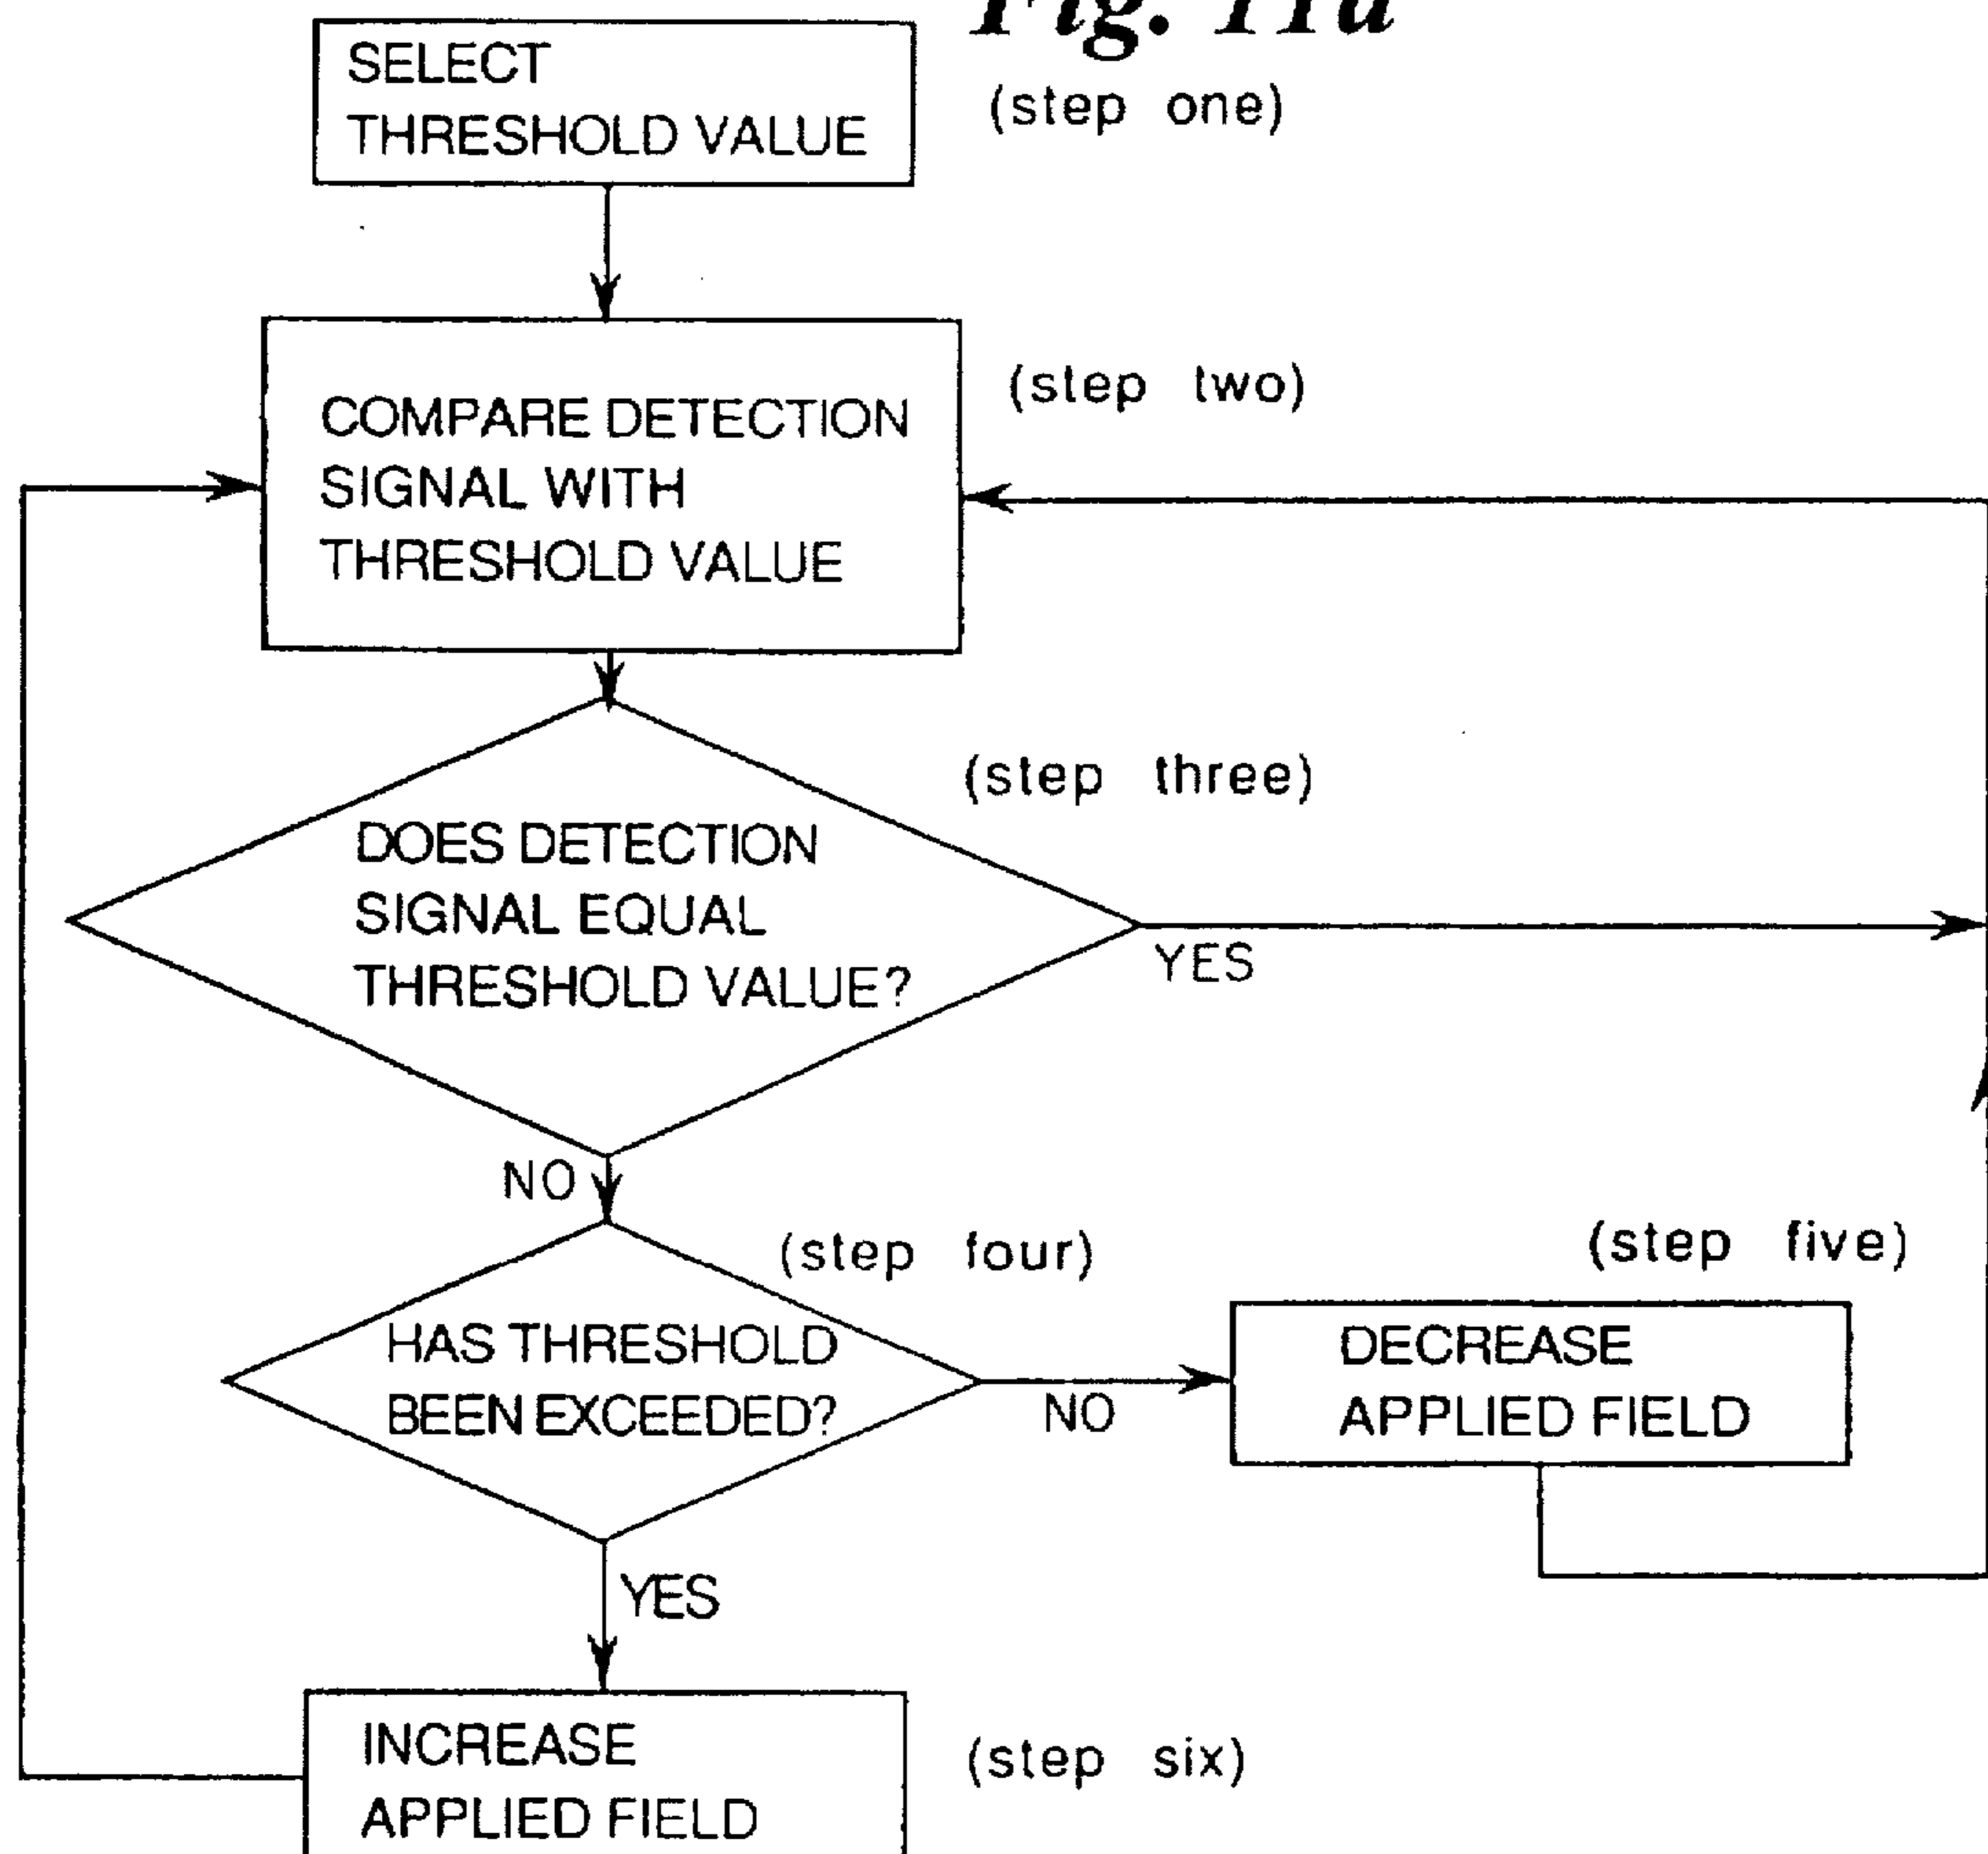 Fig. 11a
SELECT
THRESHOLD VALUE
(step one)
COMPARE DETECTION
SIGNAL WITH
THRESHOLD VALUE
(step two)
(step three)
DOES DETECTION
SIGNAL EQUAL
THRESHOLD VALUE?
YES
NO
(step four)
(step five)
HAS THRESHOLD
BEEN EXCEEDED?
NO
DECREASE
APPLIED FIELD
YES
INCREASE
APPLIED FIELD
(step six)